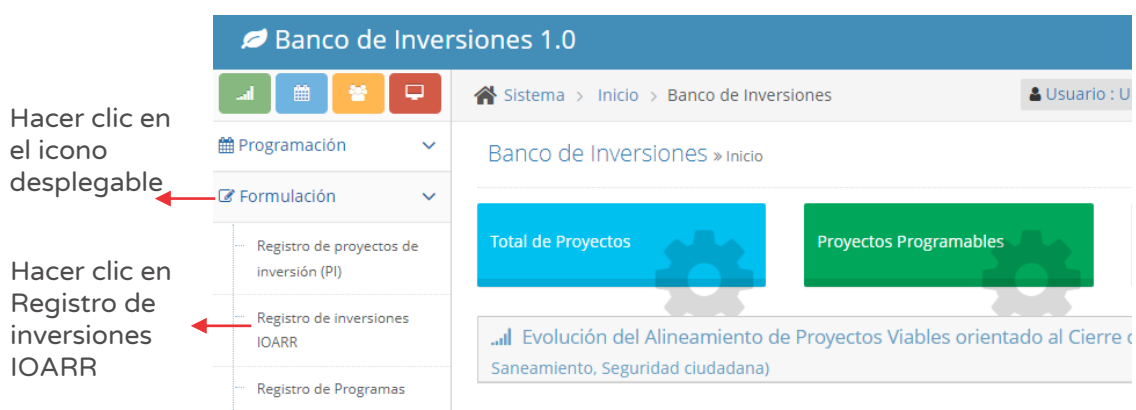 Banco de Inversiones 1.0
Sistema > Inicio > Banco de Inversiones
Usuario : U
Hacer clic en
el icono
desplegable
Programación
Formulación
Registro de proyectos de
inversión (PI)
Hacer clic en
Registro de
inversiones
IOARR
Registro de inversiones
IOARR
Registro de Programas
Banco de Inversiones » Inicio
Total de Proyectos
Proyectos Programables
Evolución del Alineamiento de Proyectos Viables orientado al Cierre
Saneamiento, Seguridad ciudadana)